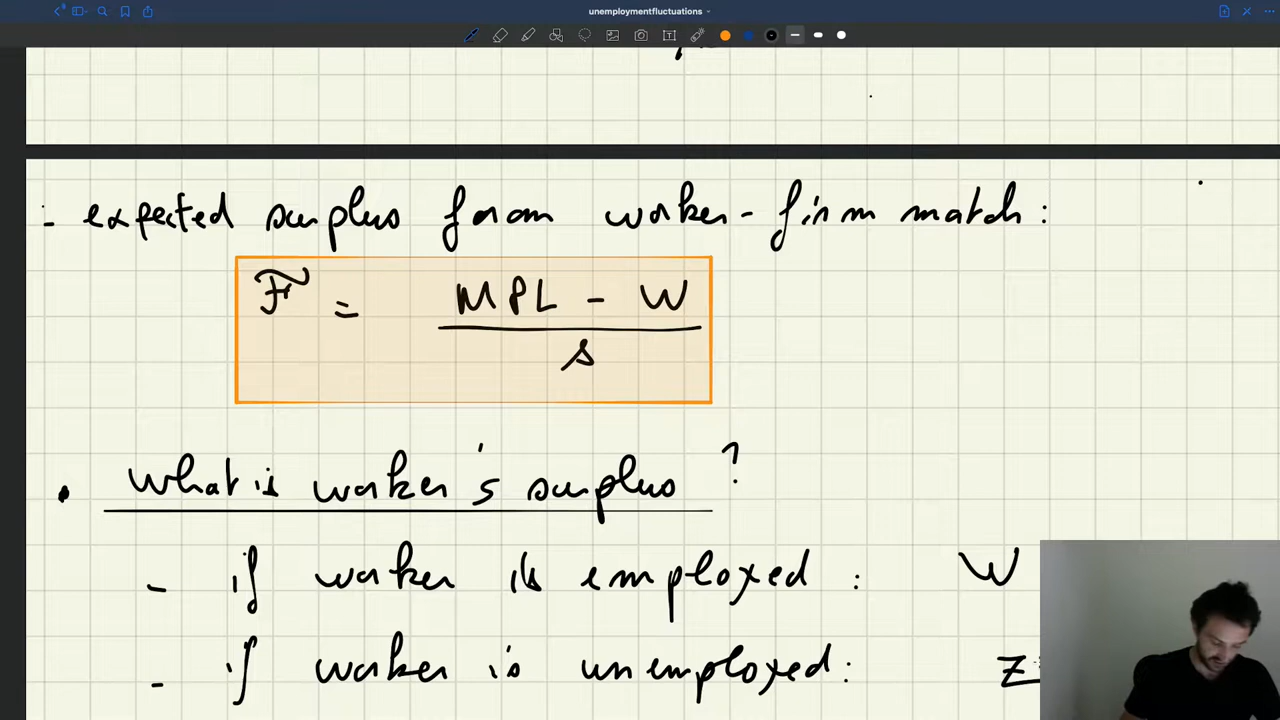 unemploymentfluctuations
- expected surplus from worker-firm match:
F̃ = MPL - W / s
• What is worker's surplus ?
- if worker is employed : W
- if worker is unemployed : z